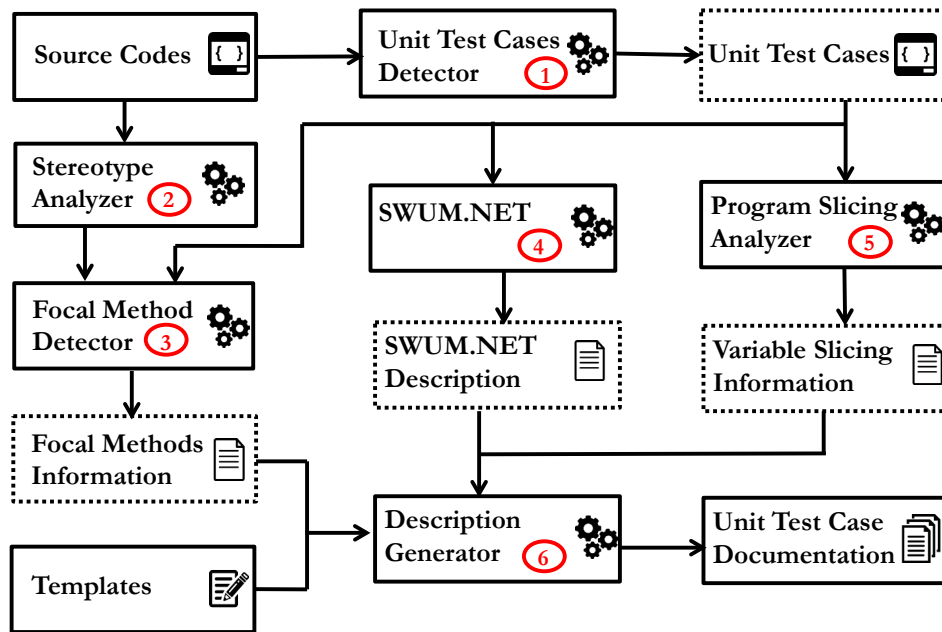 Source Codes
{ }
Unit Test Cases
Detector
1
Unit Test Cases
{ }
Stereotype
Analyzer
2
SWUM.NET
4
Program Slicing
Analyzer
5
Focal Method
Detector
3
SWUM.NET
Description
Variable Slicing
Information
Focal Methods
Information
Description
Generator
6
Unit Test Case
Documentation
Templates